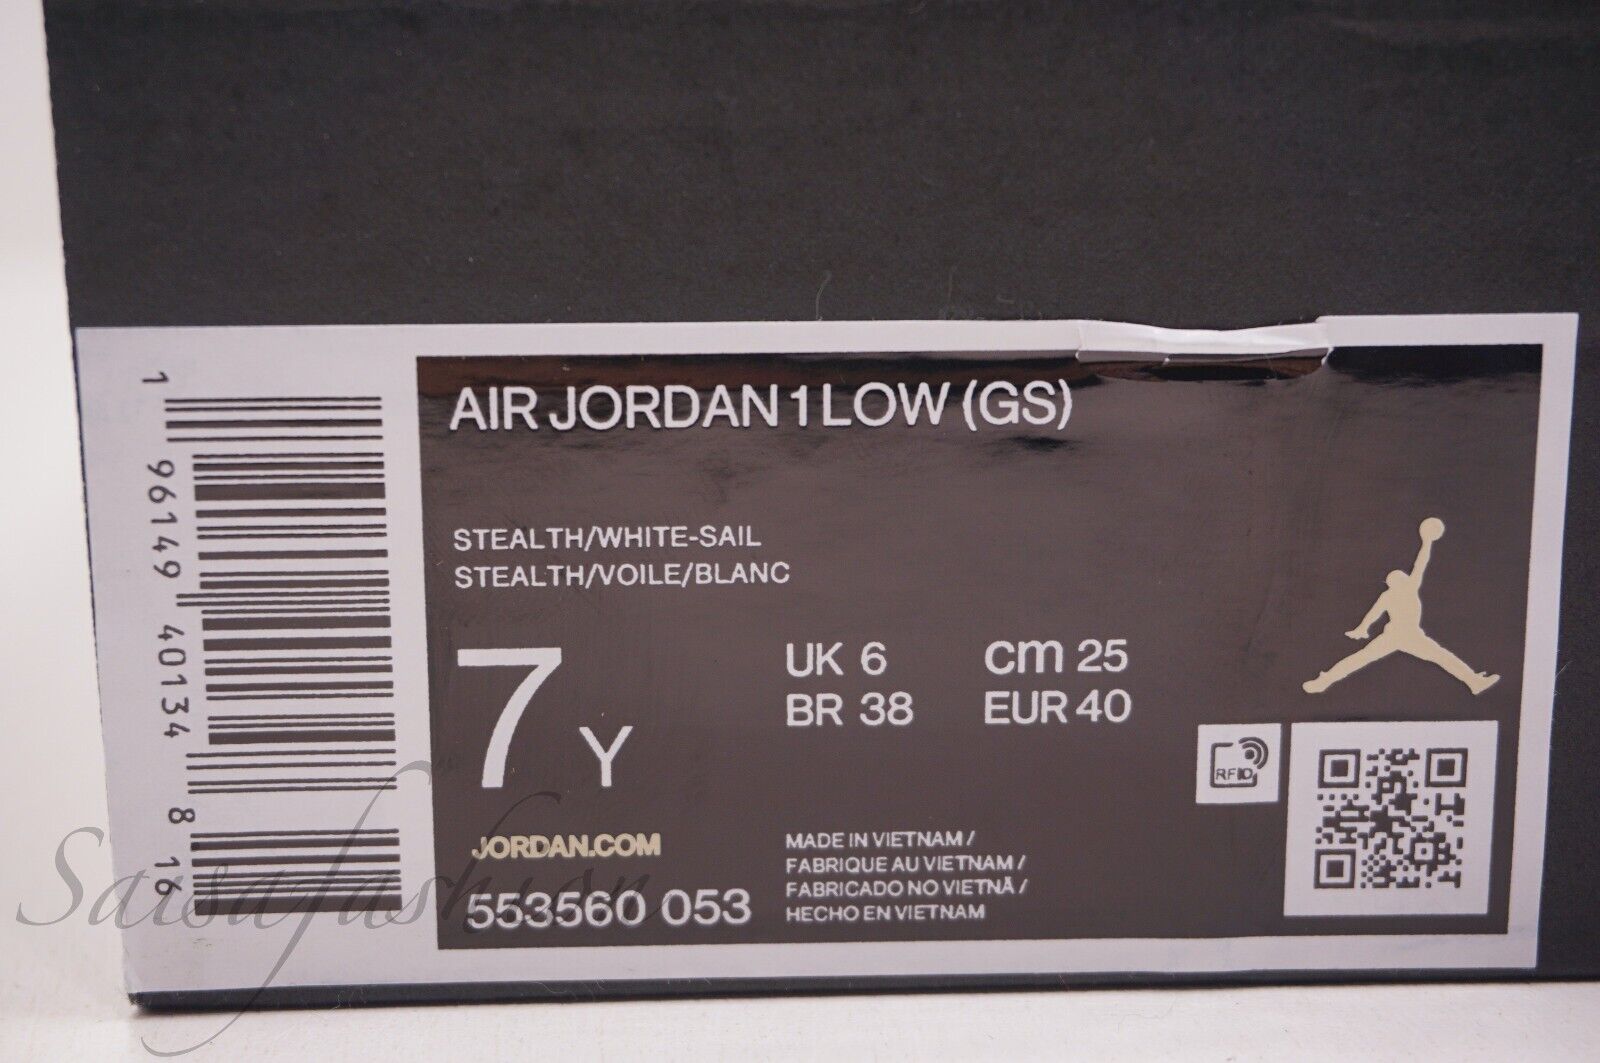 AIR JORDAN 1 LOW (GS)
STEALTH/WHITE-SAIL
STEALTH/VOILE/BLANC
7 Y
UK 6
CM 25
BR 38
EUR 40
RFID
JORDAN.COM
553560 053
MADE IN VIETNAM /
FABRIQUE AU VIETNAM /
FABRICADO NO VIETNÃ /
HECHO EN VIETNAM
1 96149 40134 8 16
Saisafashion